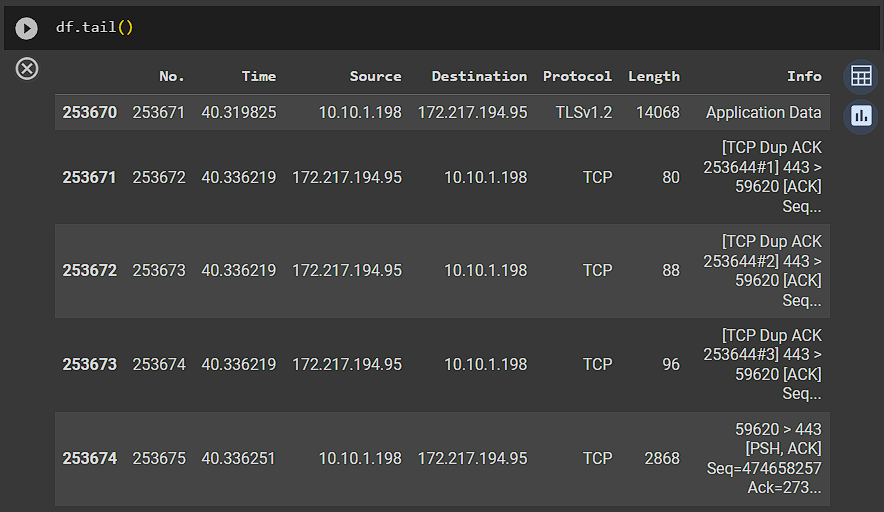 df.tail()
No. Time Source Destination Protocol Length Info
253670 253671 40.319825 10.10.1.198 172.217.194.95 TLSv1.2 14068 Application Data
[TCP Dup ACK
253671 253672 40.336219 172.217.194.95 10.10.1.198 TCP 80 253644#1] 443 >
59620 [ACK]
Seq...
[TCP Dup ACK
253672 253673 40.336219 172.217.194.95 10.10.1.198 TCP 88 253644#2] 443 >
59620 [ACK]
Seq...
[TCP Dup ACK
253673 253674 40.336219 172.217.194.95 10.10.1.198 TCP 96 253644#3] 443 >
59620 [ACK]
Seq...
59620 > 443
253674 253675 40.336251 10.10.1.198 172.217.194.95 TCP 2868 [PSH, ACK]
Seq=474658257
Ack=273...